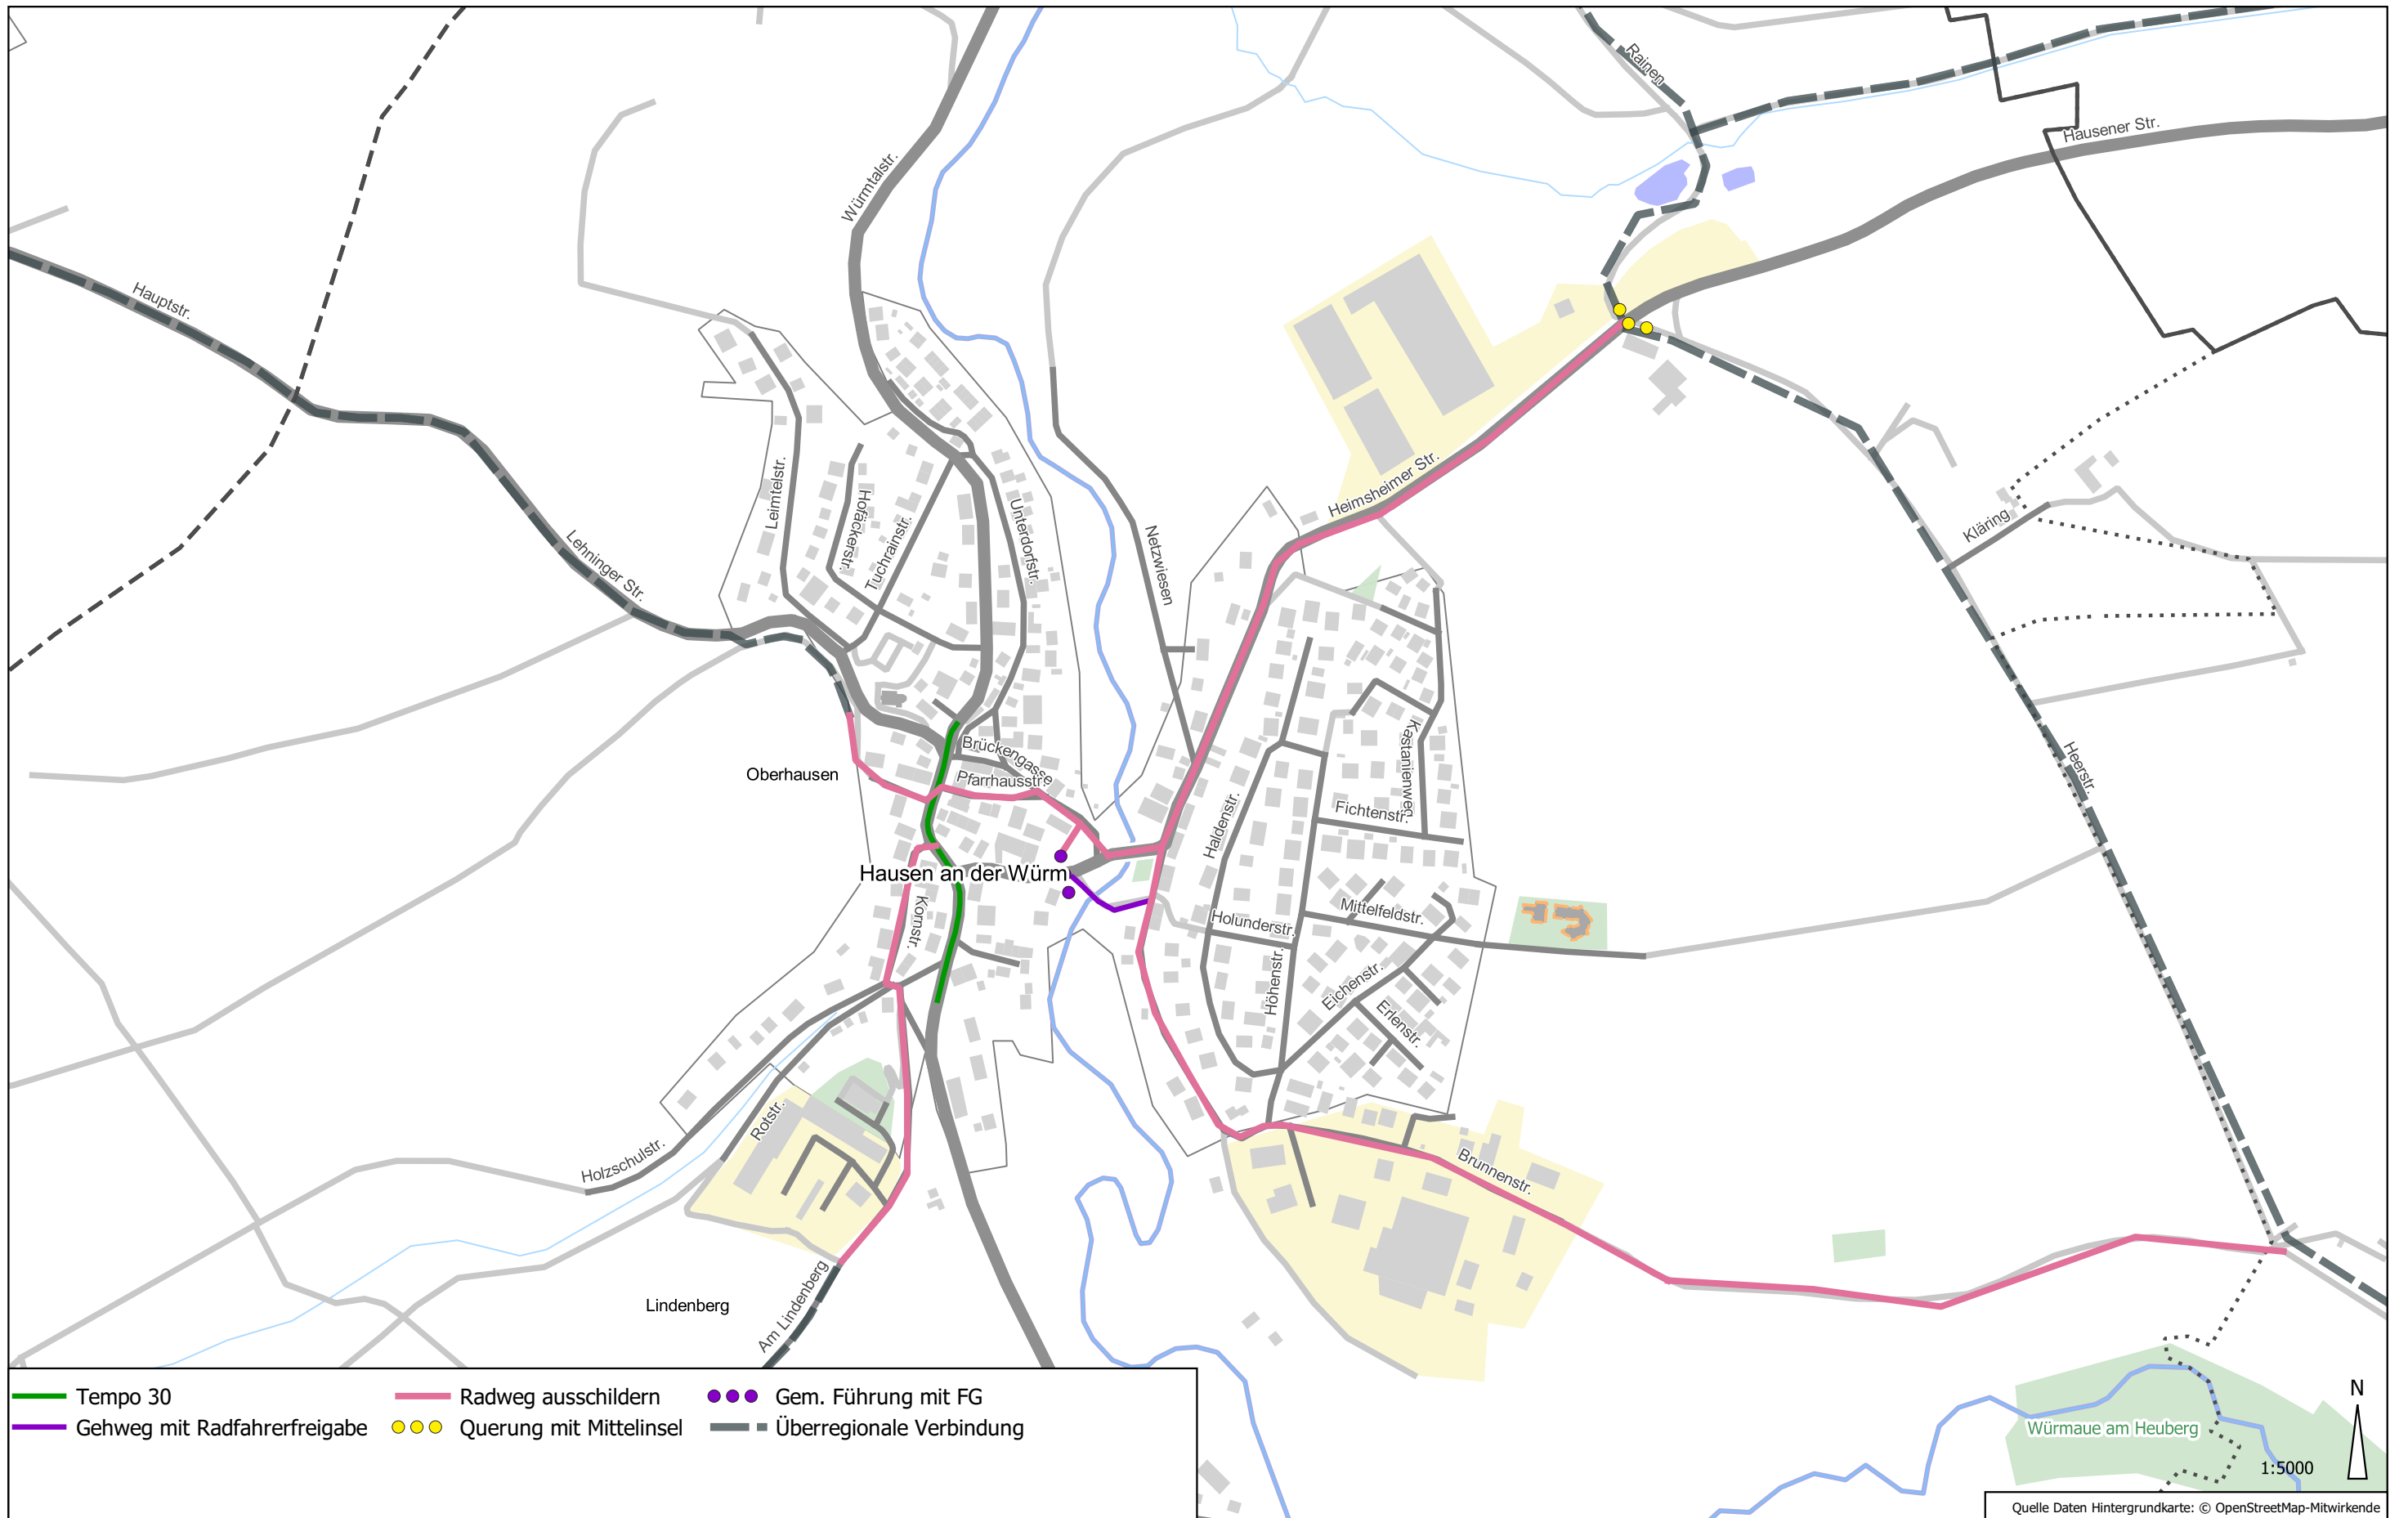 Rainen
Hausener Str.
Würmtalstr.
Hauptstr.
Heimsheimer Str.
Leimtelstr.
Hofäckerstr.
Tuchrainstr.
Unterdorfstr.
Netzwiesen
Kläring
Lehninger Str.
Heerstr.
Brückengasse
Pfarrhausstr.
Oberhausen
Kastanienweg
Haldenstr.
Fichtenstr.
Hausen an der Würm
Kornstr.
Holunderstr.
Mittelfeldstr.
Höhenstr.
Eichenstr.
Erlenstr.
Rotstr.
Holzschulstr.
Brunnenstr.
Lindenberg
Am Lindenberg
Tempo 30
Radweg ausschildern
Gem. Führung mit FG
Gehweg mit Radfahrerfreigabe
Querung mit Mittelinsel
Überregionale Verbindung
N
Würmaue am Heuberg
1:5000
Quelle Daten Hintergrundkarte: © OpenStreetMap-Mitwirkende